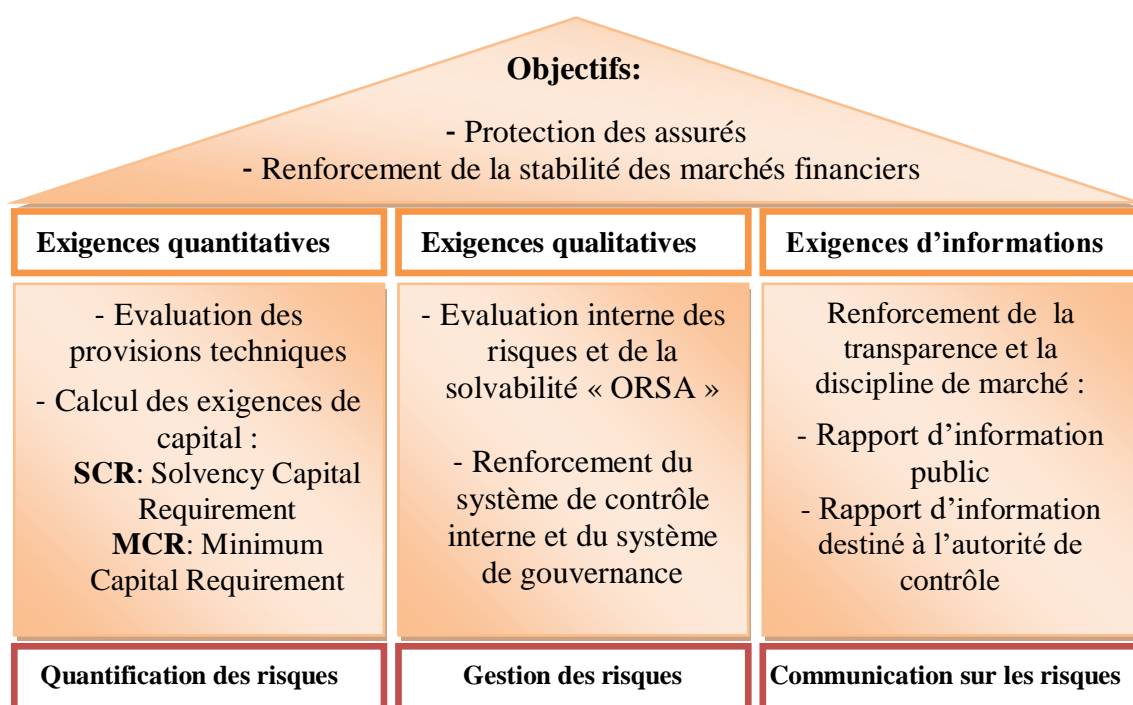 Objectifs:
- Protection des assurés
- Renforcement de la stabilité des marchés financiers
Exigences quantitatives
- Evaluation des
provisions techniques
- Calcul des exigences de
capital :
SCR: Solvency Capital
Requirement
MCR: Minimum
Capital Requirement
Quantification des risques
Exigences qualitatives
- Evaluation interne des
risques et de la
solvabilité « ORSA »
- Renforcement du
système de contrôle
interne et du système
de gouvernance
Gestion des risques
Exigences d’informations
Renforcement de la
transparence et la
discipline de marché :
- Rapport d’information
public
- Rapport d’information
destiné à l’autorité de
contrôle
Communication sur les risques